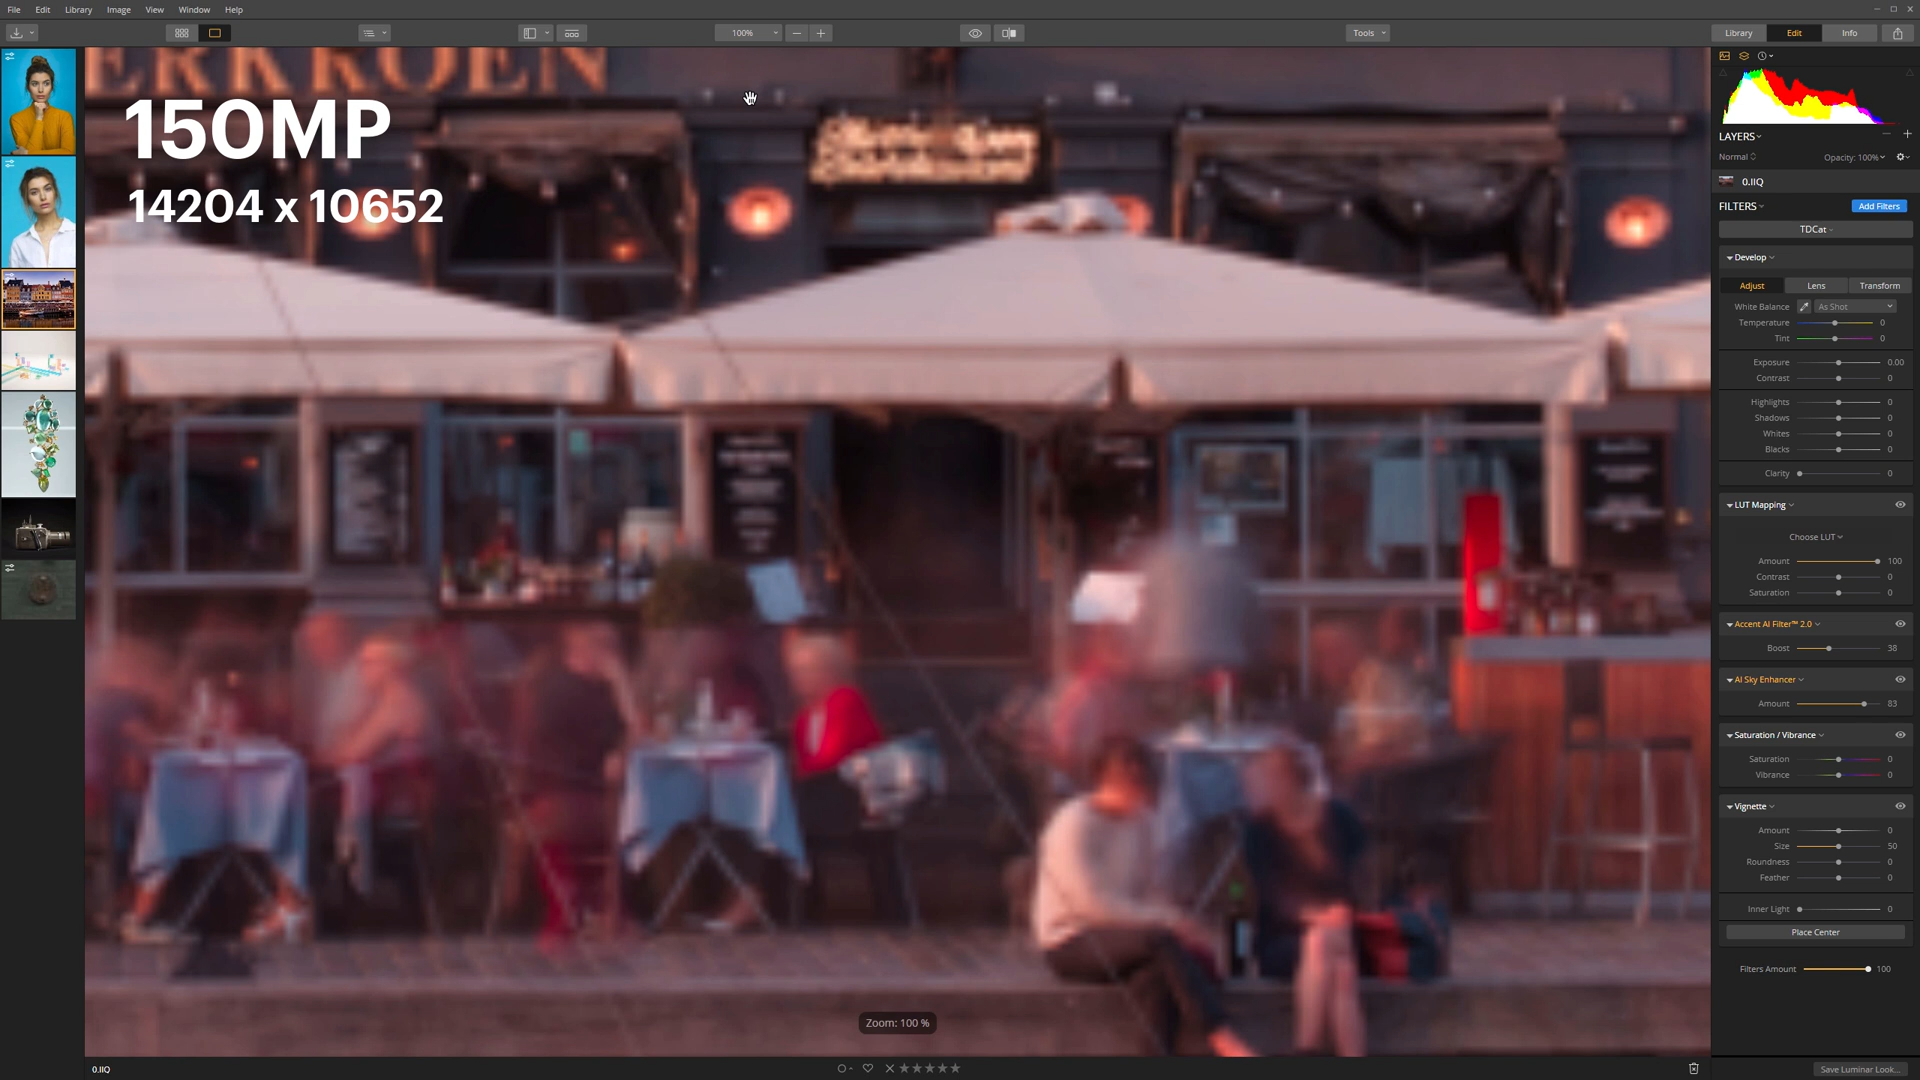 File Edit Library Image View Window Help
100%
Tools
Library Edit Info
ERKROEN
150MP
14204 x 10652
LAYERS
Normal Opacity: 100%
0.IIQ
FILTERS Add Filters
TDCat
Develop
Adjust Lens Transform
White Balance As Shot
Temperature 0
Tint 0
Exposure 0.00
Contrast 0
Highlights 0
Shadows 0
Whites 0
Blacks 0
Clarity 0
LUT Mapping
Choose LUT
Amount 100
Contrast 0
Saturation 0
Accent AI Filter™ 2.0
Boost 38
AI Sky Enhancer
Amount 83
Saturation / Vibrance
Saturation 0
Vibrance 0
Vignette
Amount 0
Size 50
Roundness 0
Feather 0
Inner Light 0
Place Center
Filters Amount 100
Zoom: 100 %
0.IIQ
Save Luminar Look...